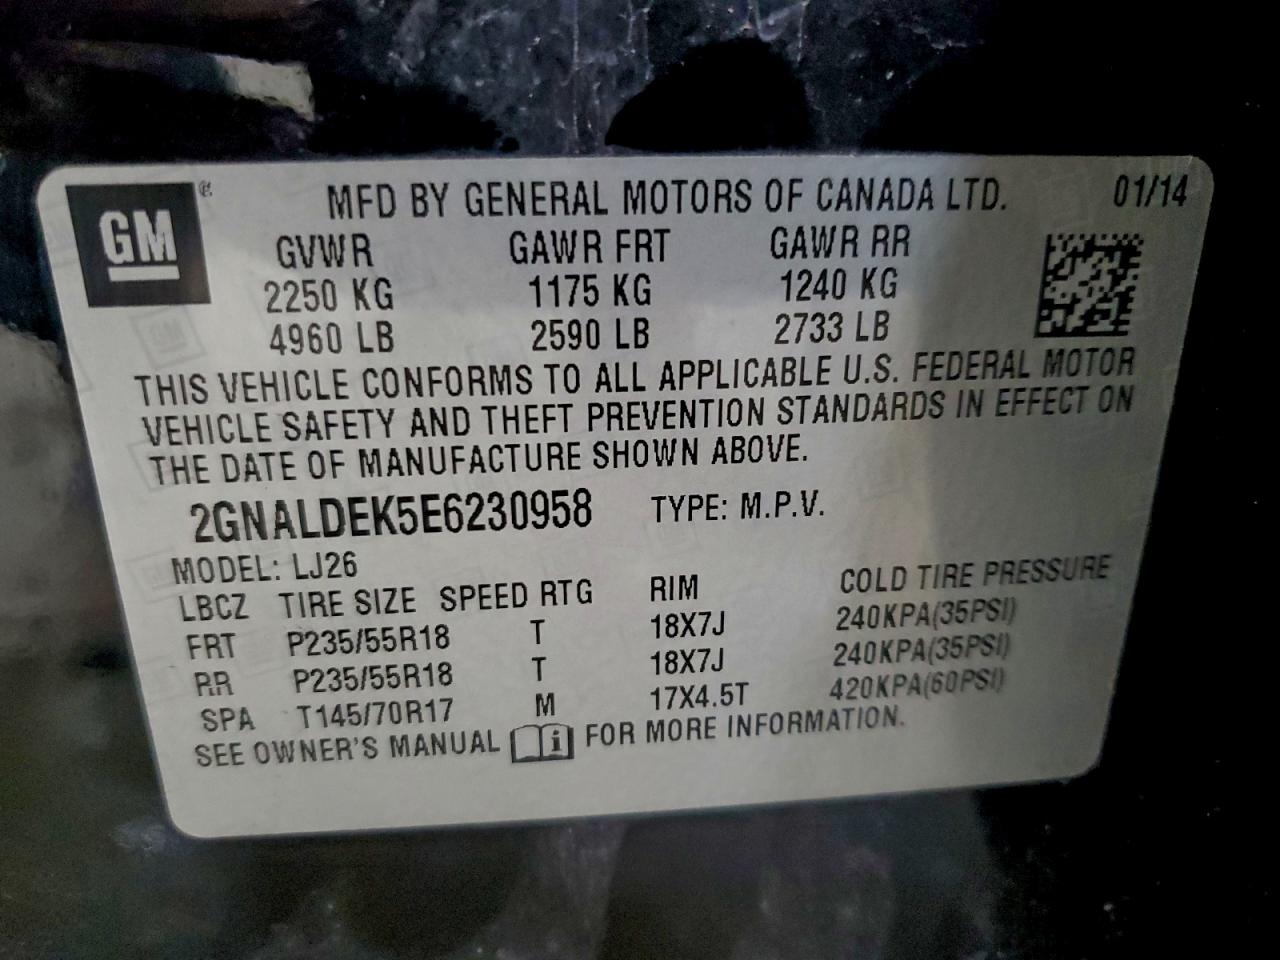 GM ® MFD BY GENERAL MOTORS OF CANADA LTD. 01/14
GVWR GAWR FRT GAWR RR
2250 KG 1175 KG 1240 KG
4960 LB 2590 LB 2733 LB
THIS VEHICLE CONFORMS TO ALL APPLICABLE U.S. FEDERAL MOTOR
VEHICLE SAFETY AND THEFT PREVENTION STANDARDS IN EFFECT ON
THE DATE OF MANUFACTURE SHOWN ABOVE.
2GNALDEK5E6230958 TYPE: M.P.V.
MODEL: LJ26
LBCZ TIRE SIZE SPEED RTG RIM COLD TIRE PRESSURE
FRT P235/55R18 T 18X7J 240KPA(35PSI)
RR P235/55R18 T 18X7J 240KPA(35PSI)
SPA T145/70R17 M 17X4.5T 420KPA(60PSI)
SEE OWNER'S MANUAL i FOR MORE INFORMATION.